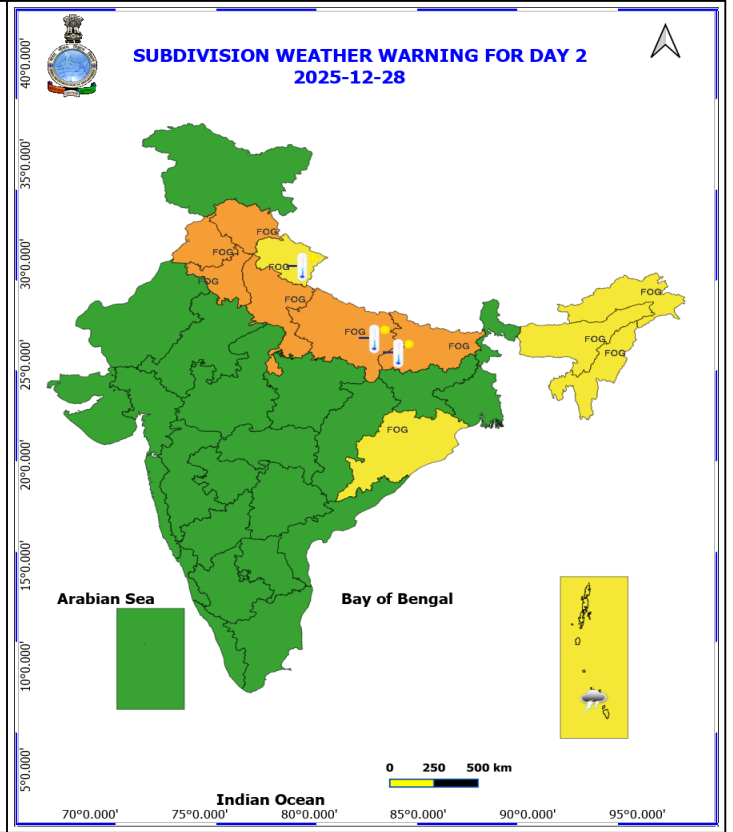 SUBDIVISION WEATHER WARNING FOR DAY 2
2025-12-28
40°0.000'
35°0.000'
30°0.000'
25°0.000'
20°0.000'
15°0.000'
10°0.000'
5°0.000'
FOG
FOG
FOG
FOG
FOG
FOG
FOG
FOG
FOG
FOG
FOG
Arabian Sea
Bay of Bengal
0 250 500 km
Indian Ocean
70°0.000' 75°0.000' 80°0.000' 85°0.000' 90°0.000' 95°0.000'